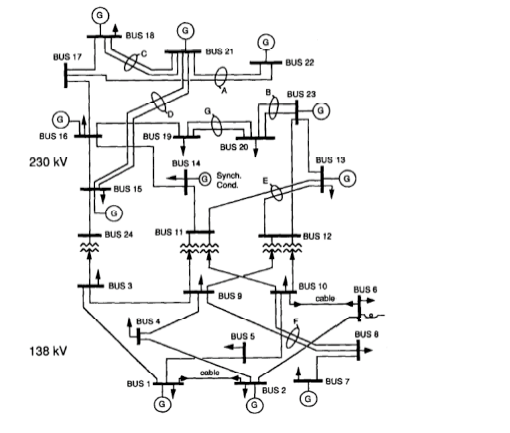 G
BUS 18
G
BUS 21
G
BUS 17
C
BUS 22
A
B
BUS 23
D
G
G
G
BUS 16
BUS 19
BUS 20
230 kV
BUS 14
BUS 13
G
Synch.
Cond.
E
G
BUS 15
G
BUS 11
BUS 12
BUS 24
BUS 3
BUS 9
BUS 10
BUS 6
cable
BUS 4
F
BUS 5
BUS 8
138 kV
cable
BUS 1
BUS 2
BUS 7
G
G
G